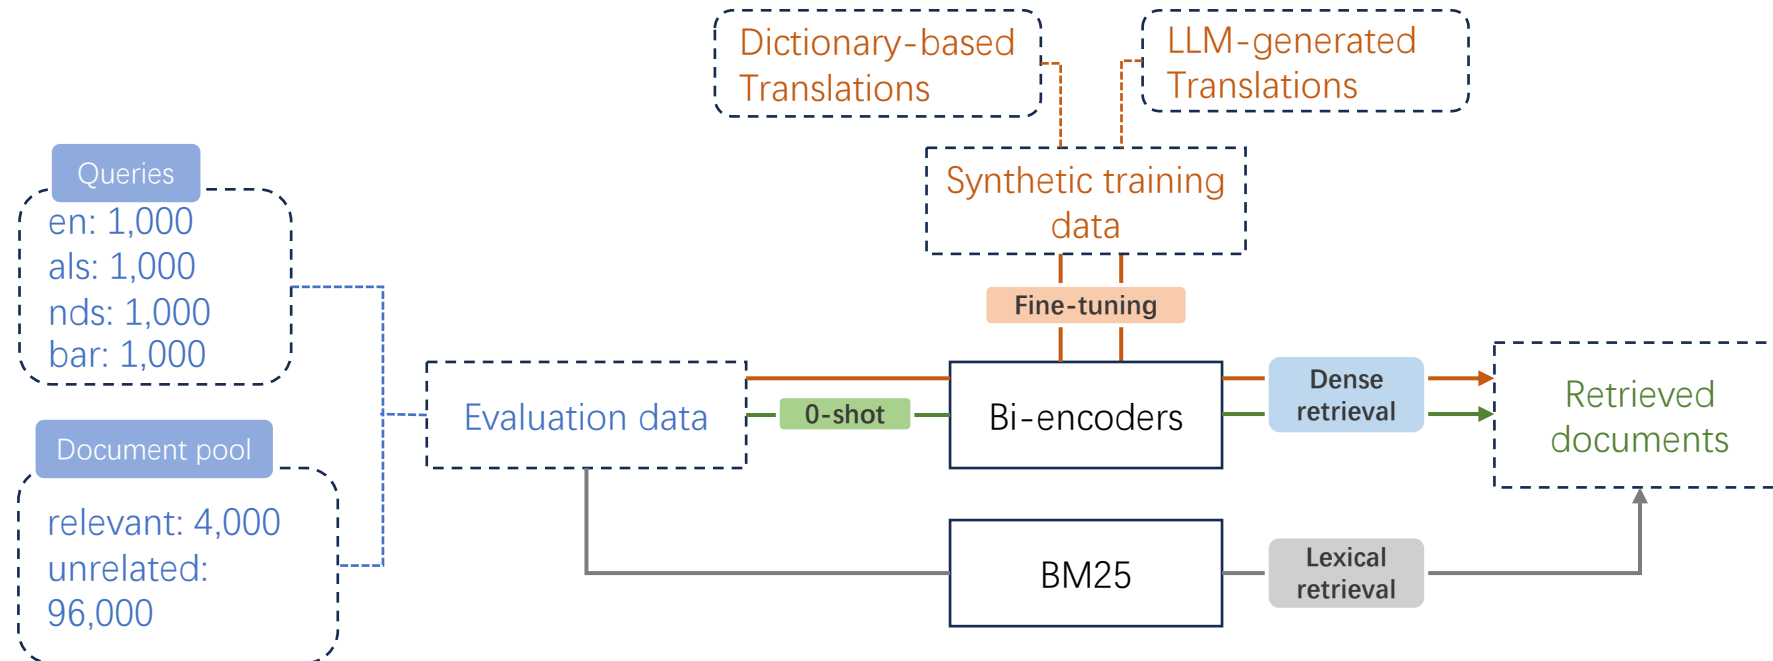 Dictionary-based
Translations
LLM-generated
Translations
Queries
en: 1,000
als: 1,000
nds: 1,000
bar: 1,000
Synthetic training
data
Fine-tuning
Document pool
relevant: 4,000
unrelated:
96,000
Evaluation data
0-shot
Bi-encoders
Dense
retrieval
Retrieved
documents
BM25
Lexical
retrieval